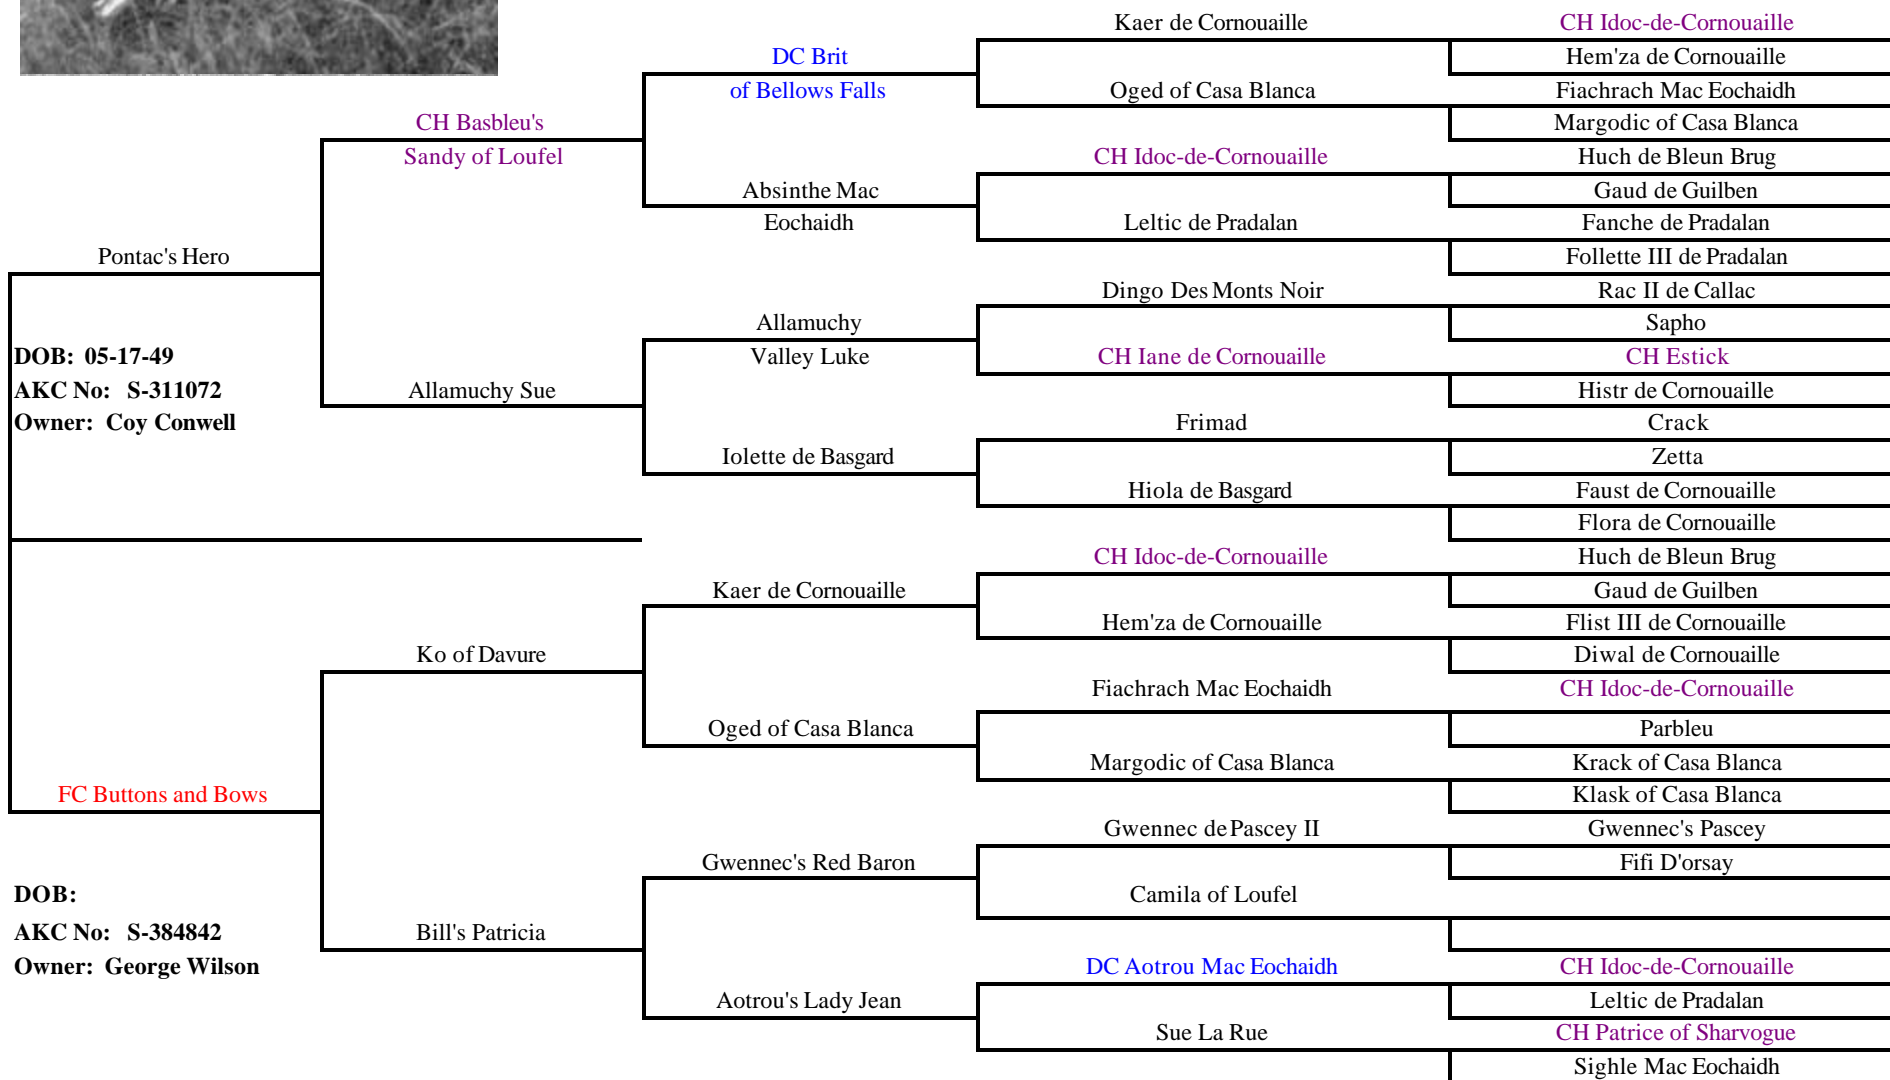 Kaer de Cornouaille
CH Idoc-de-Cornouaille
DC Brit
Hem'za de Cornouaille
of Bellows Falls
Oged of Casa Blanca
Fiachrach Mac Eochaidh
CH Basbleu's
Margodic of Casa Blanca
Sandy of Loufel
CH Idoc-de-Cornouaille
Huch de Bleun Brug
Absinthe Mac
Gaud de Guilben
Eochaidh
Leltic de Pradalan
Fanche de Pradalan
Pontac's Hero
Follette III de Pradalan
Dingo Des Monts Noir
Rac II de Callac
Allamuchy
Sapho
DOB: 05-17-49
Valley Luke
CH Iane de Cornouaille
CH Estick
AKC No: S-311072
Allamuchy Sue
Histr de Cornouaille
Owner: Coy Conwell
Frimad
Crack
Iolette de Basgard
Zetta
Hiola de Basgard
Faust de Cornouaille
Flora de Cornouaille
CH Idoc-de-Cornouaille
Huch de Bleun Brug
Kaer de Cornouaille
Gaud de Guilben
Hem'za de Cornouaille
Flist III de Cornouaille
Ko of Davure
Diwal de Cornouaille
Fiachrach Mac Eochaidh
CH Idoc-de-Cornouaille
Oged of Casa Blanca
Parbleu
Margodic of Casa Blanca
Krack of Casa Blanca
FC Buttons and Bows
Klask of Casa Blanca
Gwennec de Pascey II
Gwennec's Pascey
Gwennec's Red Baron
Fifi D'orsay
DOB:
Camila of Loufel
AKC No: S-384842
Bill's Patricia
Owner: George Wilson
DC Aotrou Mac Eochaidh
CH Idoc-de-Cornouaille
Aotrou's Lady Jean
Leltic de Pradalan
Sue La Rue
CH Patrice of Sharvogue
Sighle Mac Eochaidh